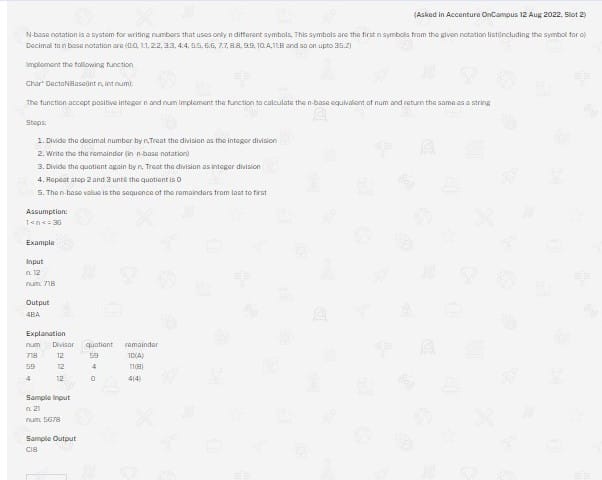 (Asked in Accenture OnCampus 12 Aug 2022, Slot 2)
N-base notation is a system for writing numbers that uses only n different symbols, This symbols are the first n symbols from the given notation list(Including the symbol for o)
Decimal to n base notation are (0:0, 1:1, 2:2, 3:3, 4:4, 5:5, 6:6, 7:7, 8:8, 9:9, 10:A,11:B and so on upto 35:Z)
Implement the following function
Char* DectoNBase(int n, int num):
The function accept positive integer n and num Implement the function to calculate the n-base equivalent of num and return the same as a string
Steps:
1. Divide the decimal number by n,Treat the division as the integer division
2. Write the the remainder (in n-base notation)
3. Divide the quotient again by n, Treat the division as integer division
4. Repeat step 2 and 3 until the quotient is 0
5. The n-base value is the sequence of the remainders from last to first
Assumption:
1 < n < = 36
Example
Input
n: 12
num: 718
Output
4BA
Explanation
num Divisor quotient remainder
718 12 59 10(A)
59 12 4 11(B)
4 12 0 4(4)
Sample Input
n: 21
num: 5678
Sample Output
CI8